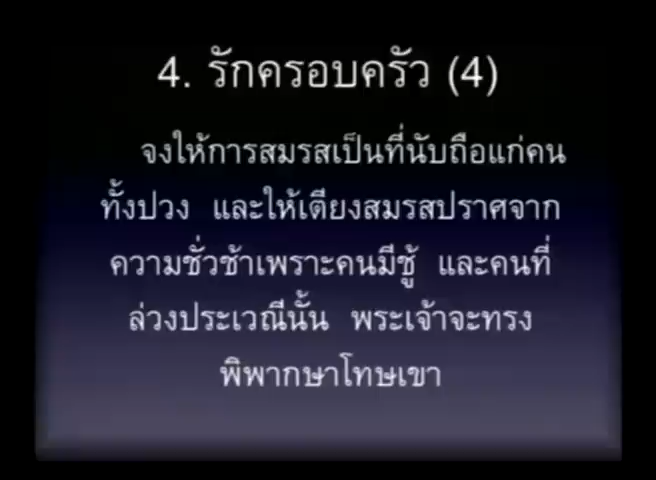 4. รักครอบครัว (4)
จงให้การสมรสเป็นที่นับถือแก่คน
ทั้งปวง และให้เตียงสมรสปราศจาก
ความชั่วช้าเพราะคนมีชู้ และคนที่
ล่วงประเวณีนั้น พระเจ้าจะทรง
พิพากษาโทษเขา